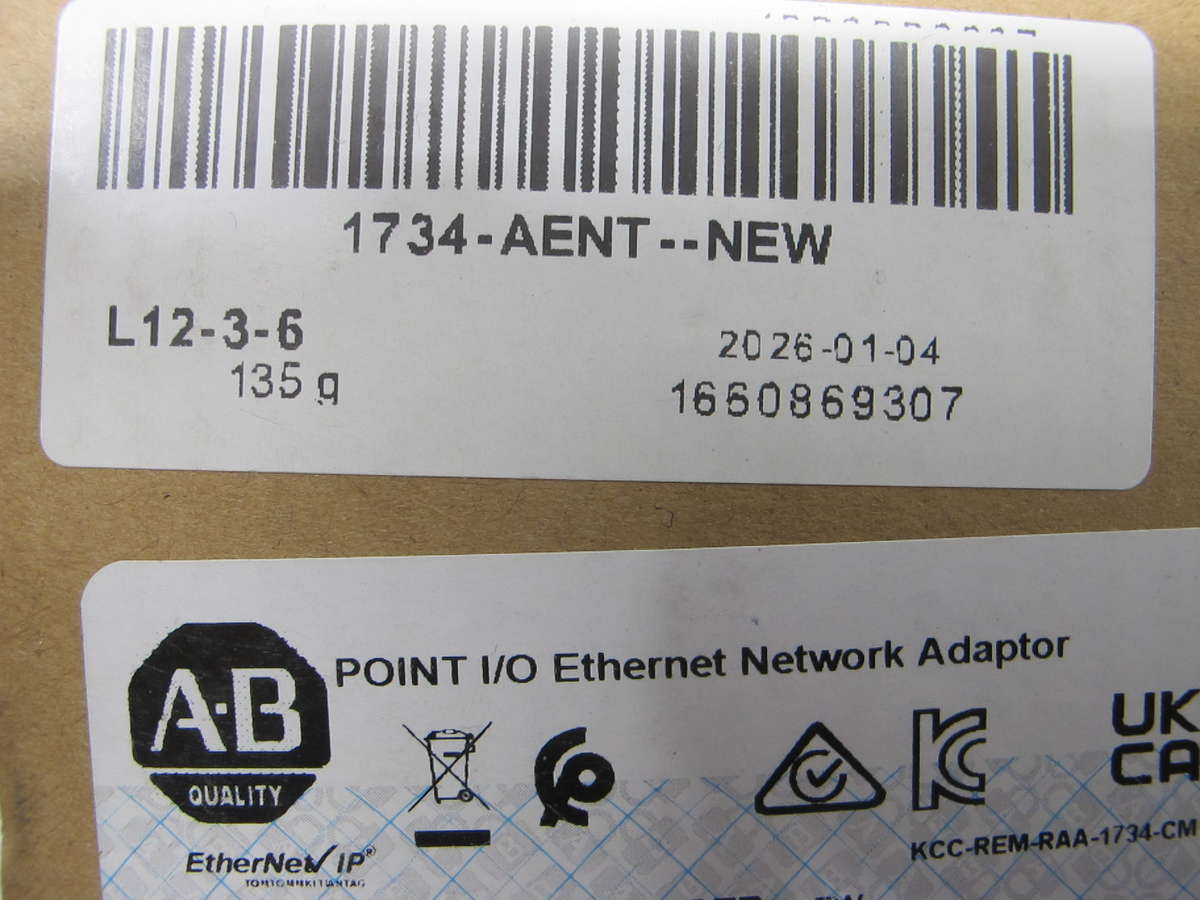 1734-AENT--NEW
L12-3-6
2026-01-04
135 g
1660869307
A-B
QUALITY
POINT I/O Ethernet Network Adaptor
UK
CA
KCC-REM-RAA-1734-CM
EtherNet/IP®